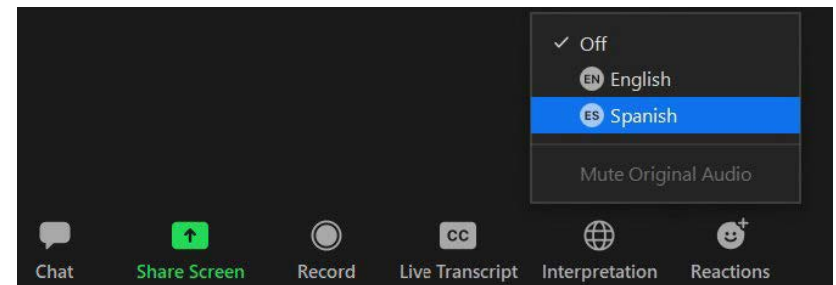 Off
EN English
ES Spanish
Mute Original Audio
CC
Chat Share Screen Record Live Transcript Interpretation Reactions